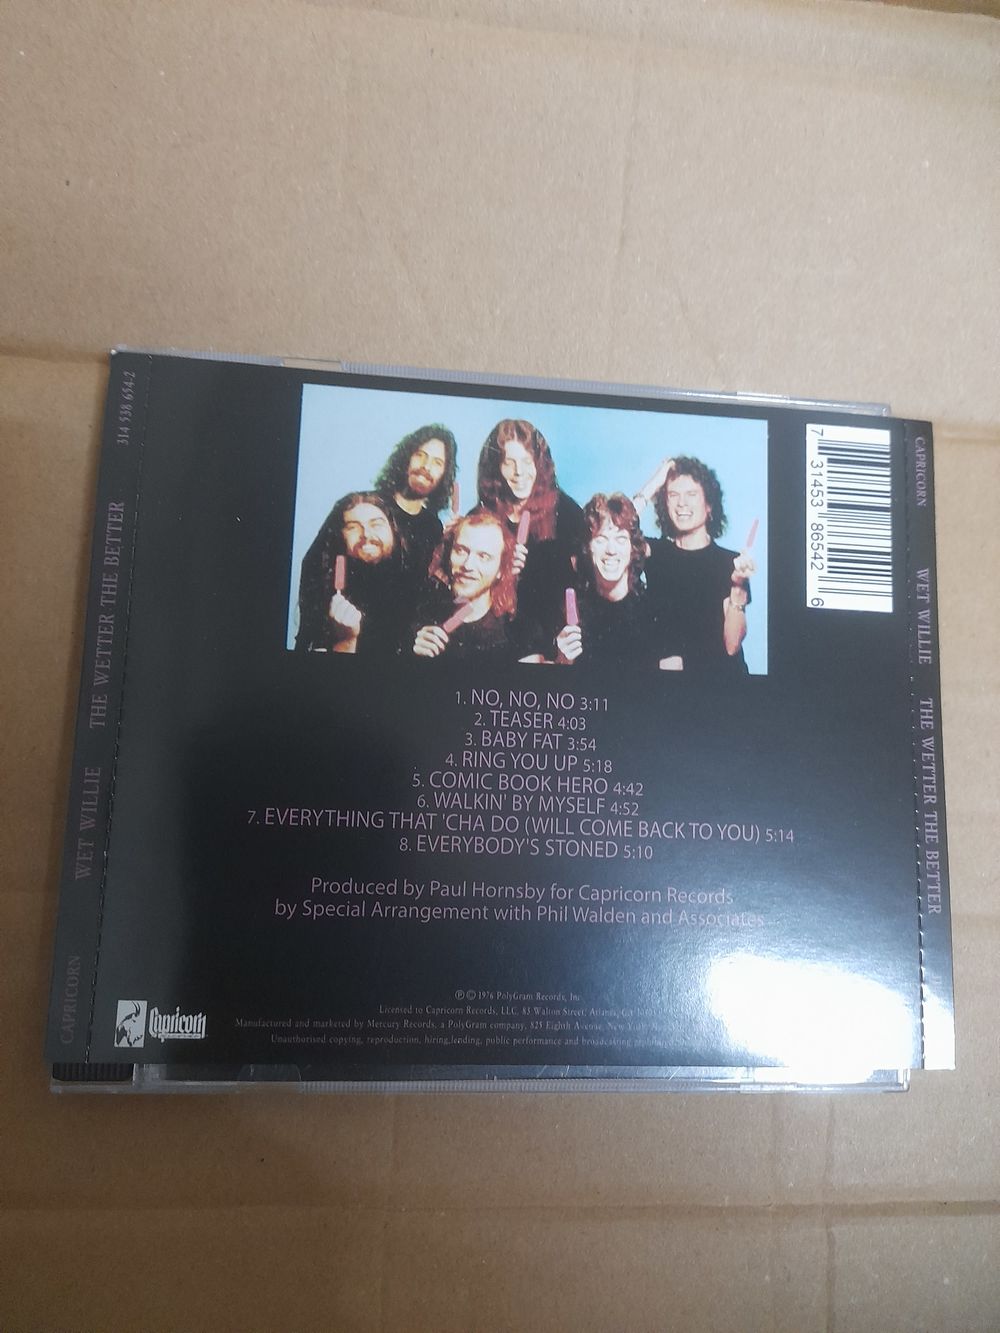 314 538 654-2
THE WETTER THE BETTER
WET WILLIE
CAPRICORN
7 31453 86542 6
CAPRICORN
WET WILLIE
THE WETTER THE BETTER
1. NO, NO, NO 3:11
2. TEASER 4:03
3. BABY FAT 3:54
4. RING YOU UP 5:18
5. COMIC BOOK HERO 4:42
6. WALKIN' BY MYSELF 4:52
7. EVERYTHING THAT 'CHA DO (WILL COME BACK TO YOU) 5:14
8. EVERYBODY'S STONED 5:10
Produced by Paul Hornsby for Capricorn Records
by Special Arrangement with Phil Walden and Associates
Capricorn
℗ © 1976 PolyGram Records, Inc
Licensed to Capricorn Records, LLC. 83 Walton Street, Atlanta, GA
Manufactured and marketed by Mercury Records, a PolyGram company, 825 Eighth Avenue, New York
Unauthorised copying, reproduction, hiring, lending, public performance and broadcasting prohibited